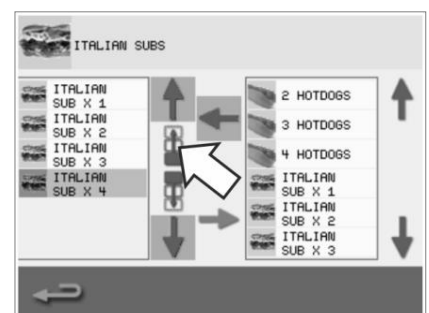 ITALIAN SUBS
ITALIAN
SUB X 1
ITALIAN
SUB X 2
ITALIAN
SUB X 3
ITALIAN
SUB X 4
2 HOTDOGS
3 HOTDOGS
4 HOTDOGS
ITALIAN
SUB X 1
ITALIAN
SUB X 2
ITALIAN
SUB X 3